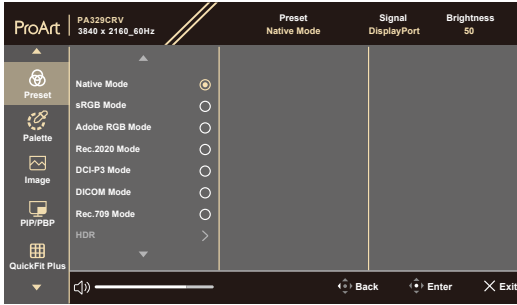 ProArt
PA329CRV
3840 x 2160_60Hz
Preset
Native Mode
Signal
DisplayPort
Brightness
50
Preset
Palette
Image
PIP/PBP
QuickFit Plus
Native Mode
sRGB Mode
Adobe RGB Mode
Rec.2020 Mode
DCI-P3 Mode
DICOM Mode
Rec.709 Mode
HDR
Back
Enter
Exit